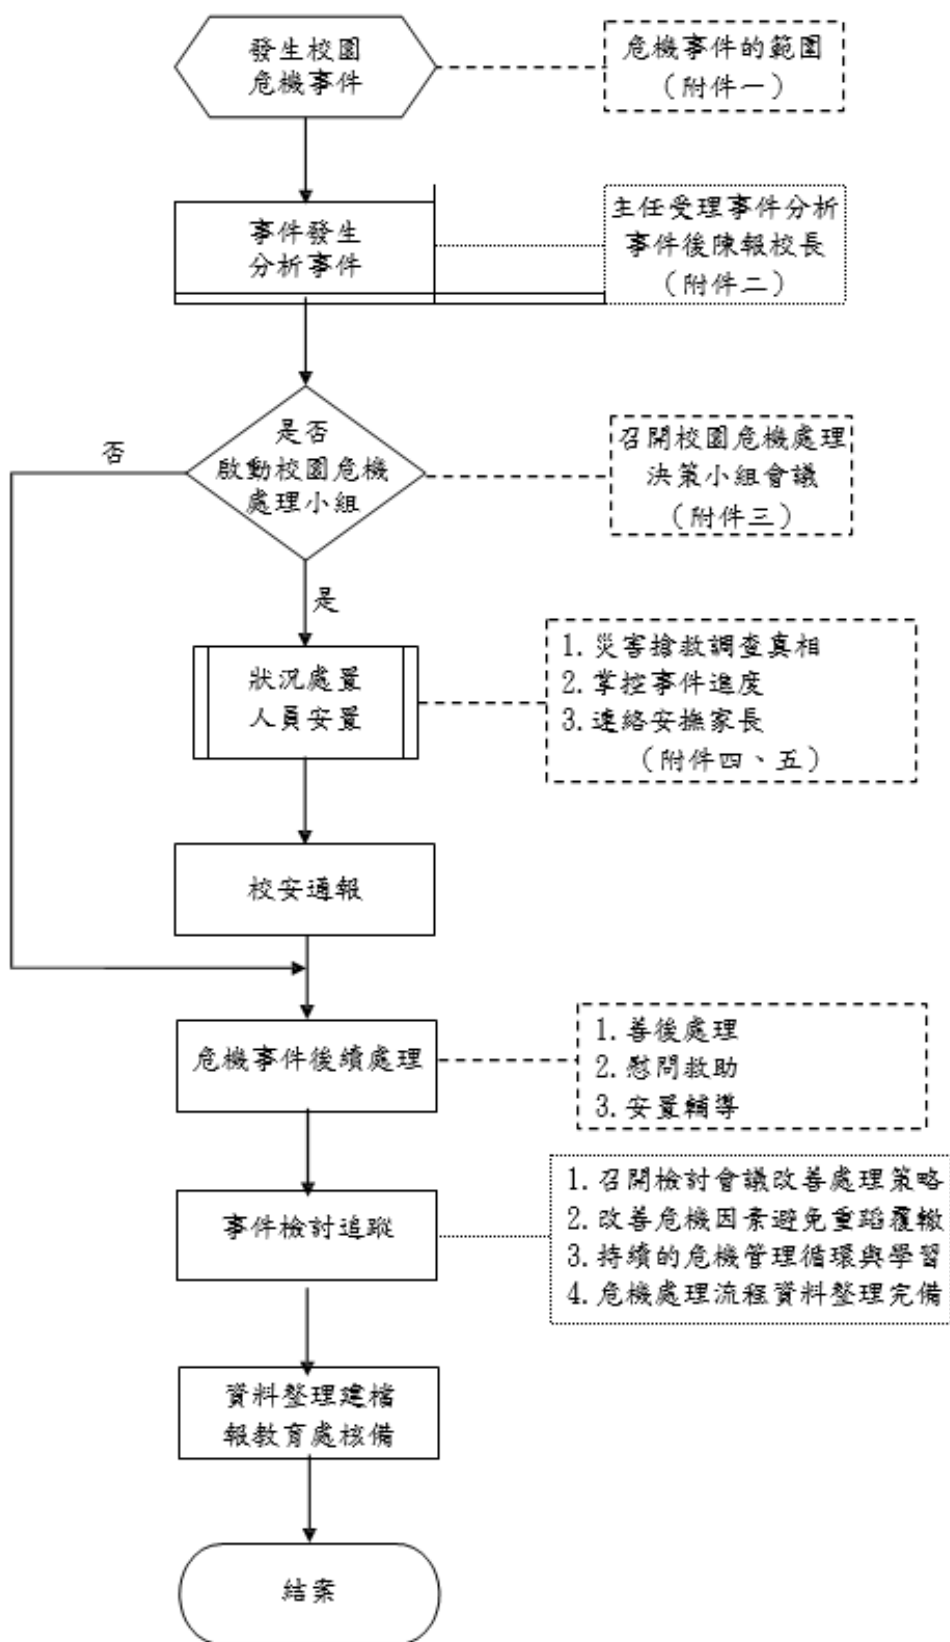 發生校園
危機事件
危機事件的範圍
（附件一）
事件發生
分析事件
主任受理事件分析
事件後陳報校長
（附件二）
是否
啟動校園危機
處理小組
否
召開校園危機處理
決策小組會議
（附件三）
是
狀況處置
人員安置
1.災害搶救調查真相
2.掌控事件進度
3.連絡安撫家長
（附件四、五）
校安通報
危機事件後續處理
1.善後處理
2.慰問救助
3.安置輔導
事件檢討追蹤
1.召開檢討會議改善處理策略
2.改善危機因素避免重蹈覆轍
3.持續的危機管理循環與學習
4.危機處理流程資料整理完備
資料整理建檔
報教育處核備
結案